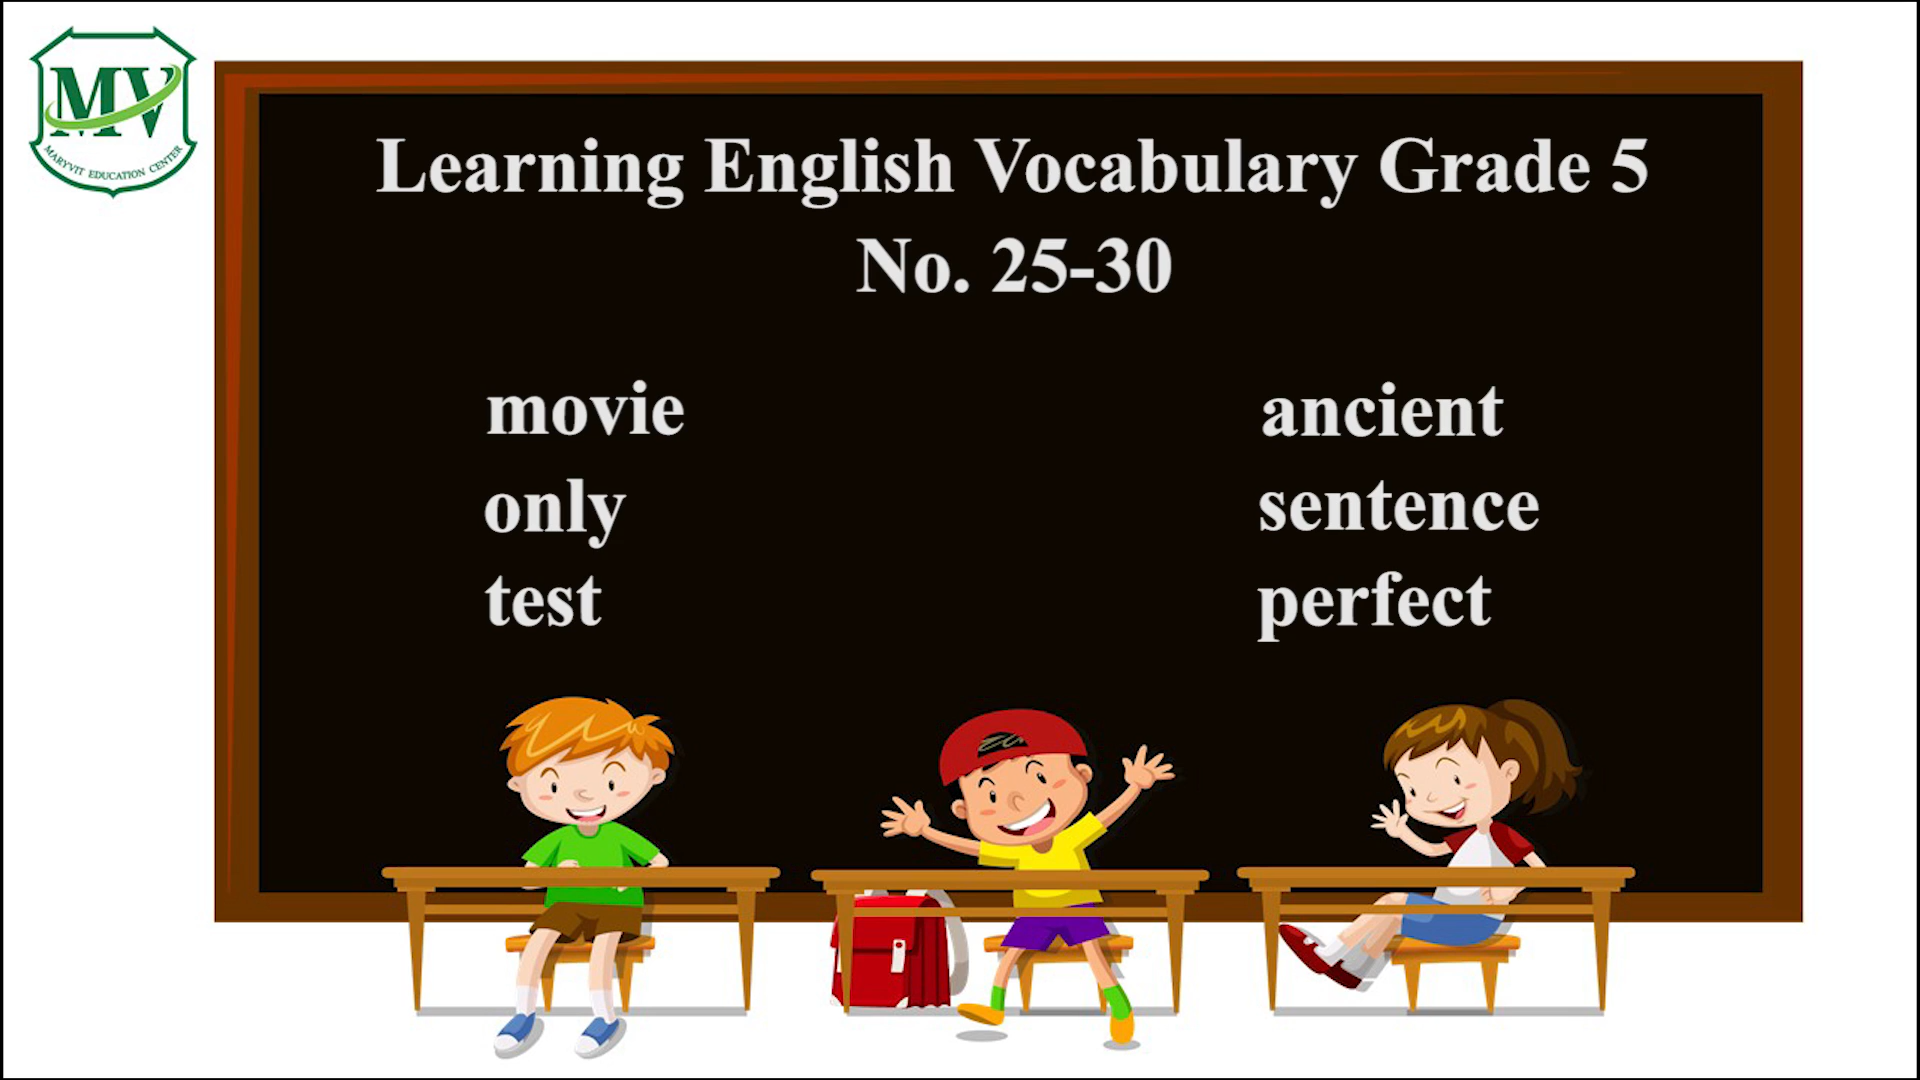 MV
MARYVIT EDUCATION CENTER
Learning English Vocabulary Grade 5
No. 25-30
movie
only
test
ancient
sentence
perfect